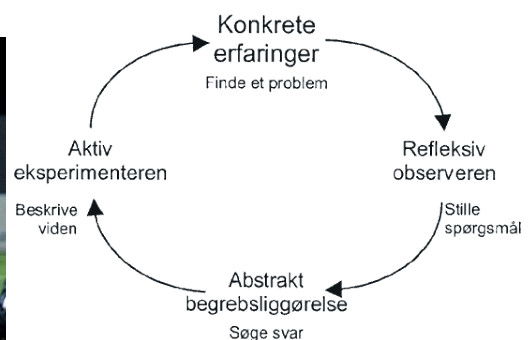 Konkrete
erfaringer
Finde et problem
Refleksiv
observeren
Stille
spørgsmål
Abstrakt
begrebsliggørelse
Søge svar
Aktiv
eksperimenteren
Beskrive
viden